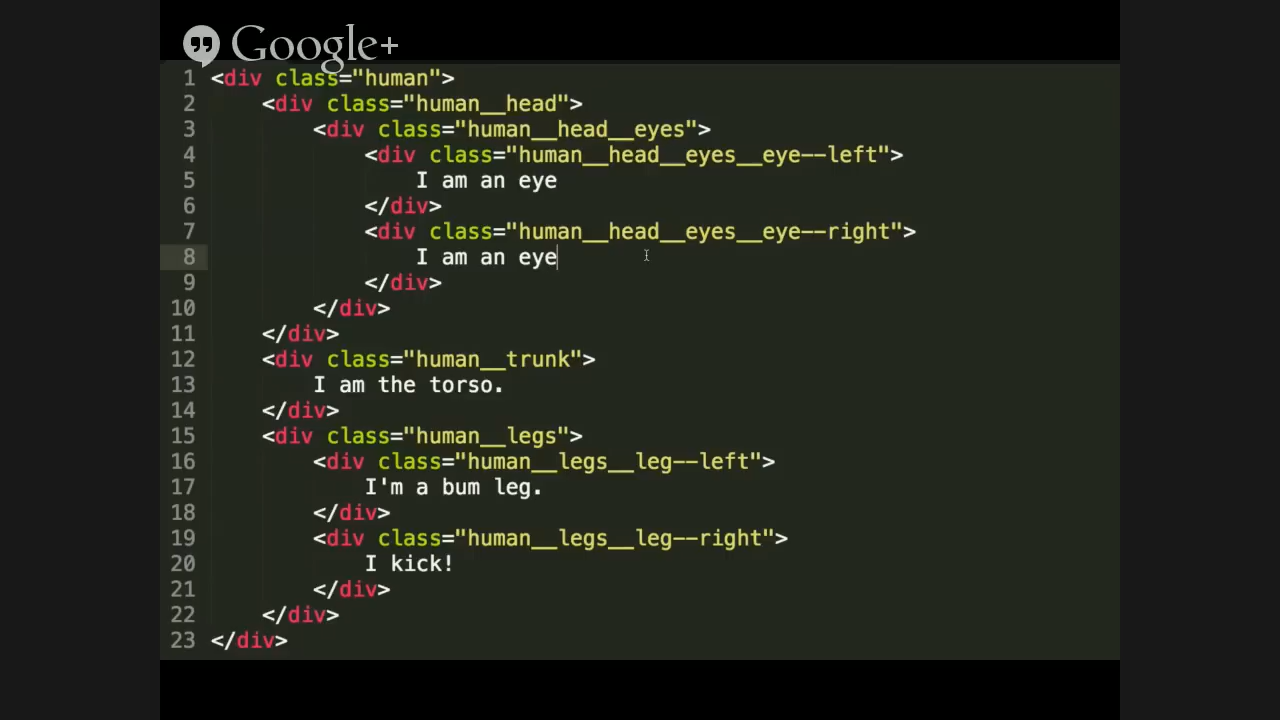 Google+
1 <div class="human">
2 <div class="human__head">
3 <div class="human__head__eyes">
4 <div class="human__head__eyes__eye--left">
5 I am an eye
6 </div>
7 <div class="human__head__eyes__eye--right">
8 I am an eye
9 </div>
10 </div>
11 </div>
12 <div class="human__trunk">
13 I am the torso.
14 </div>
15 <div class="human__legs">
16 <div class="human__legs__leg--left">
17 I'm a bum leg.
18 </div>
19 <div class="human__legs__leg--right">
20 I kick!
21 </div>
22 </div>
23 </div>